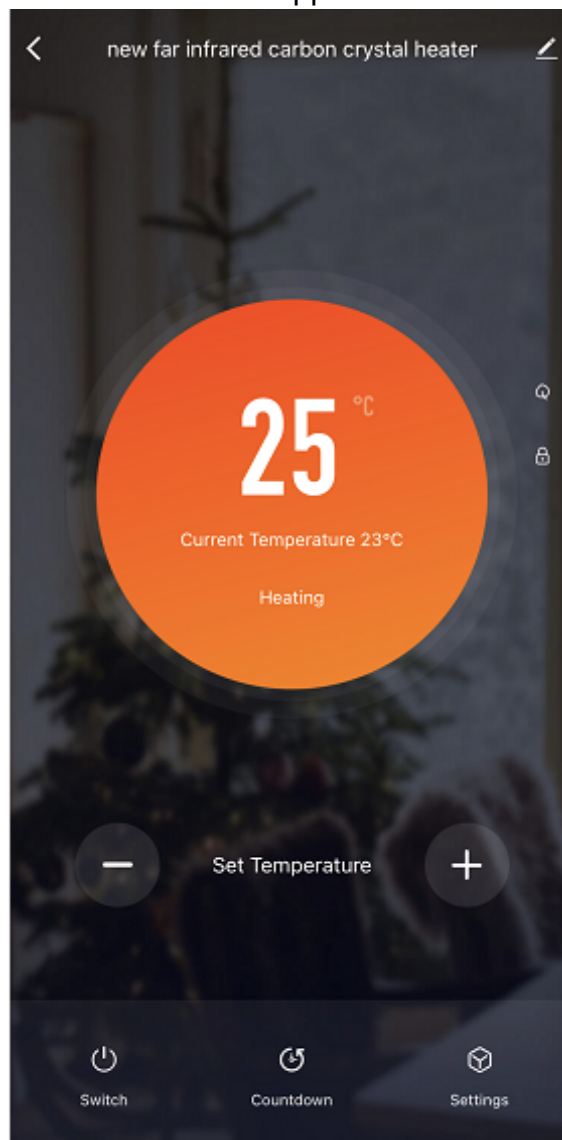 new far infrared carbon crystal heater
25 °C
Current Temperature 23°C
Heating
Set Temperature
Switch Countdown Settings